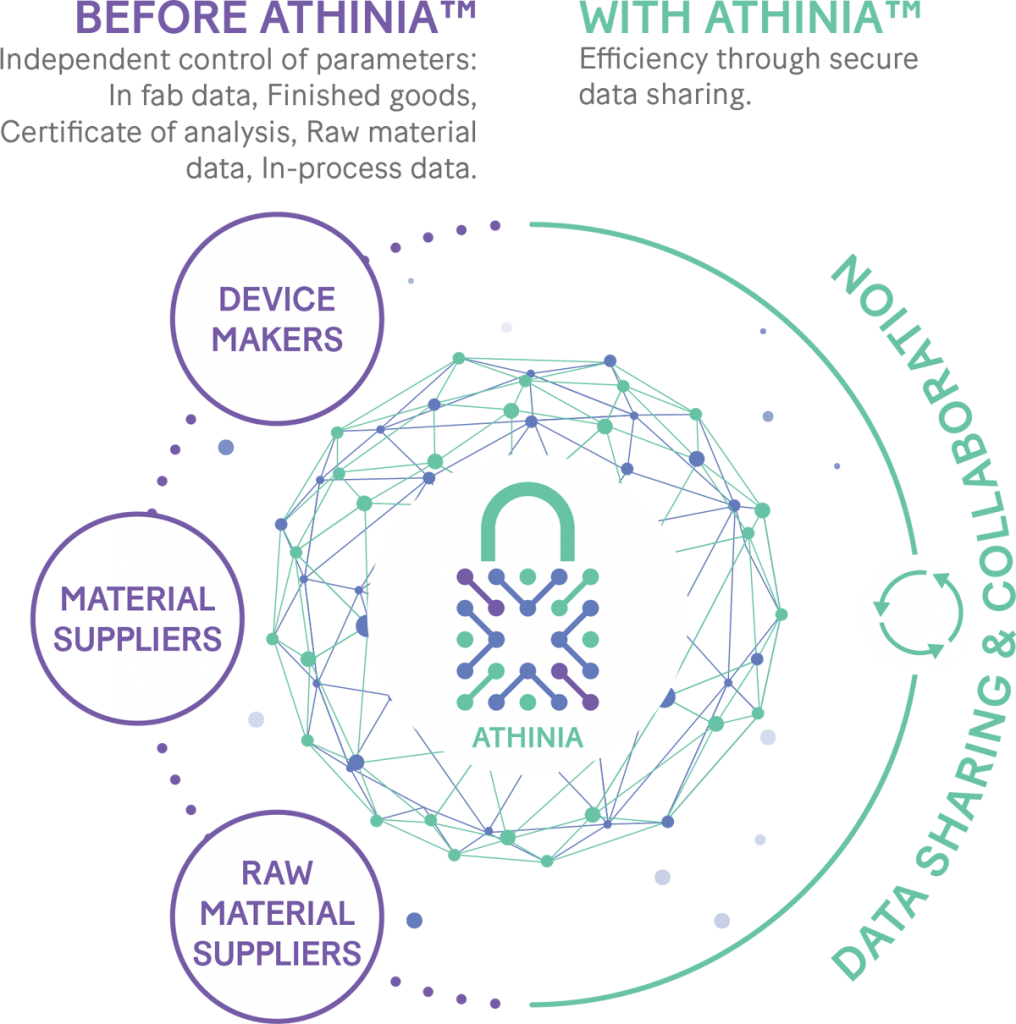 BEFORE ATHINIA™
Independent control of parameters:
In fab data, Finished goods,
Certificate of analysis, Raw material
data, In-process data.
WITH ATHINIA™
Efficiency through secure
data sharing.
DEVICE
MAKERS
MATERIAL
SUPPLIERS
RAW
MATERIAL
SUPPLIERS
ATHINIA
DATA SHARING & COLLABORATION